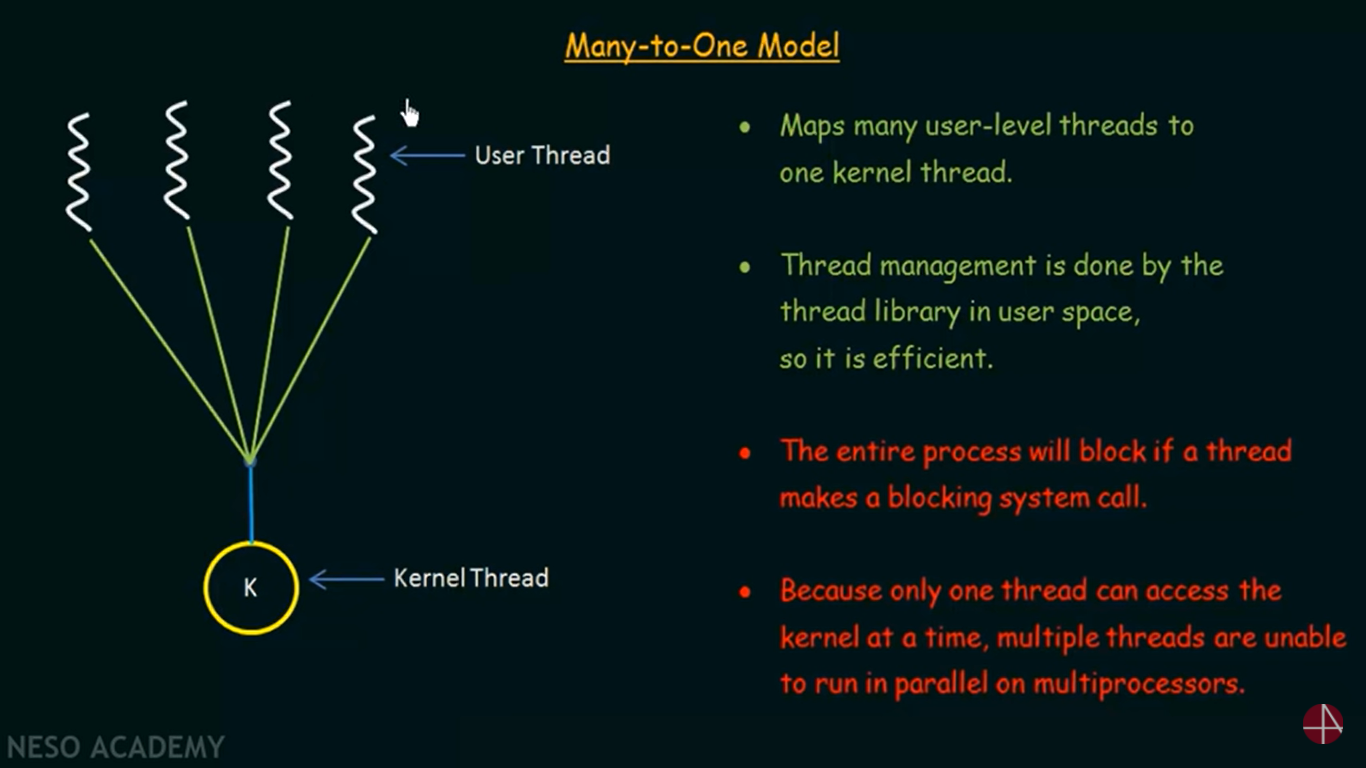 Many-to-One Model
User Thread
Kernel Thread
K
• Maps many user-level threads to
one kernel thread.
• Thread management is done by the
thread library in user space,
so it is efficient.
• The entire process will block if a thread
makes a blocking system call.
• Because only one thread can access the
kernel at a time, multiple threads are unable
to run in parallel on multiprocessors.
NESO ACADEMY